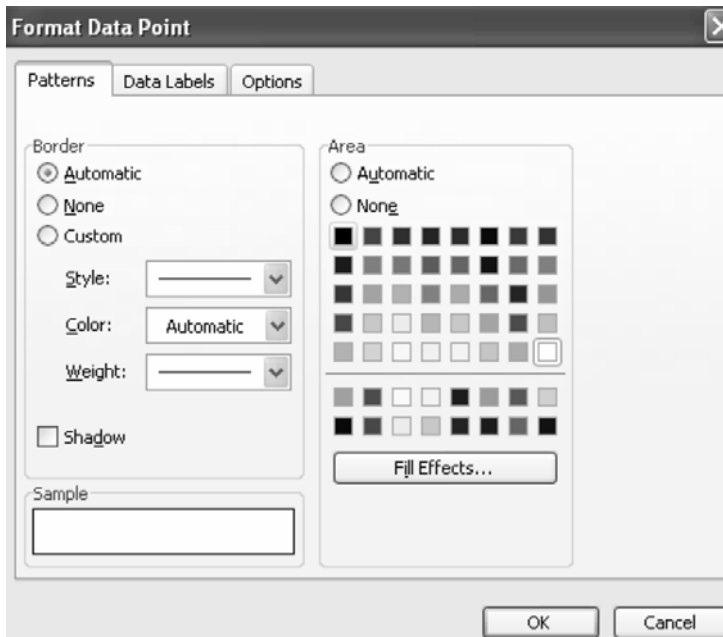 Format Data Point
Patterns
Data Labels
Options
Border
Automatic
None
Custom
Style:
Color:
Automatic
Weight:
Shadow
Sample
Area
Automatic
None
Fill Effects...
OK
Cancel